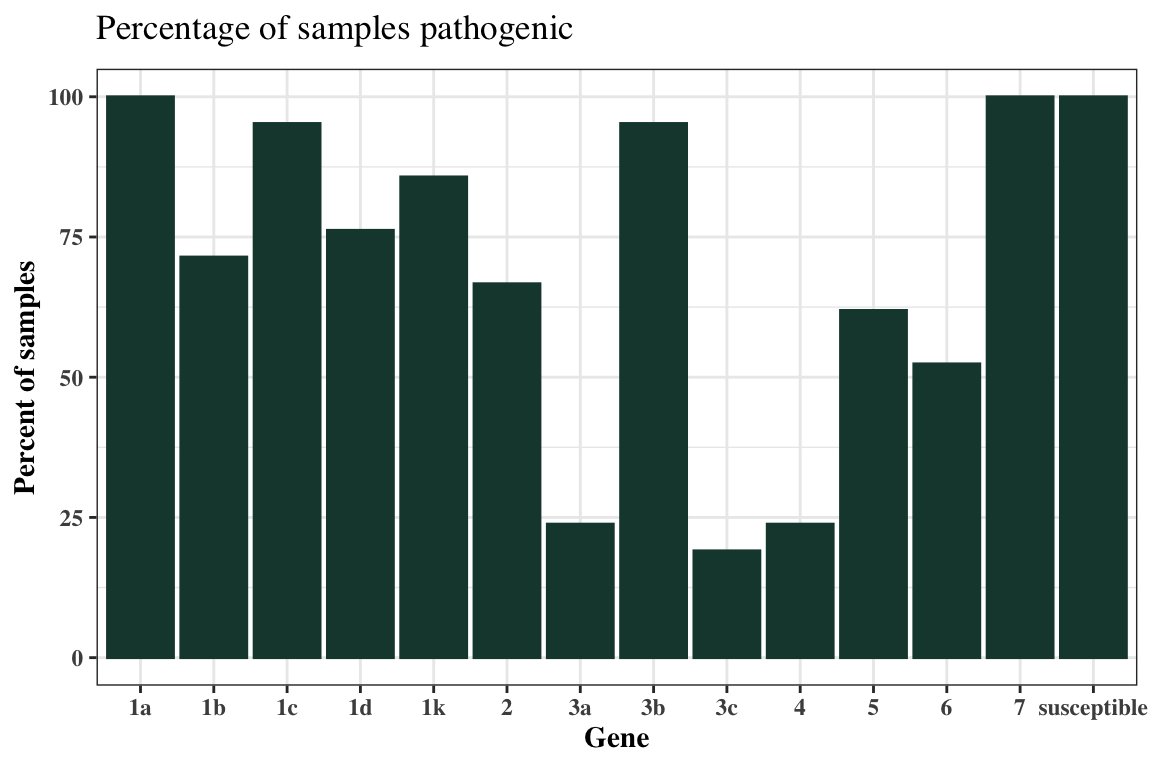 Percentage of samples pathogenic
Percent of samples
100
75
50
25
0
1a 1b 1c 1d 1k 2 3a 3b 3c 4 5 6 7 susceptible
Gene